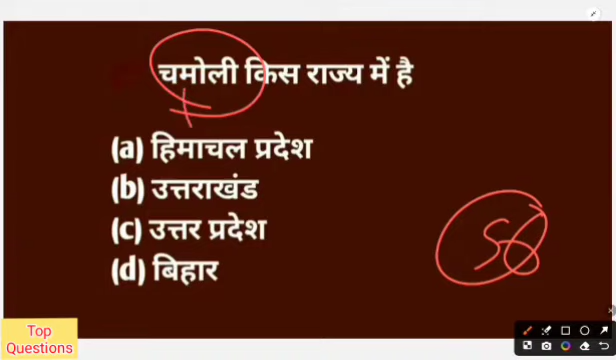 चमोली किस राज्य में है
(a) हिमाचल प्रदेश
(b) उत्तराखंड
(c) उत्तर प्रदेश
(d) बिहार
56
Top
Questions